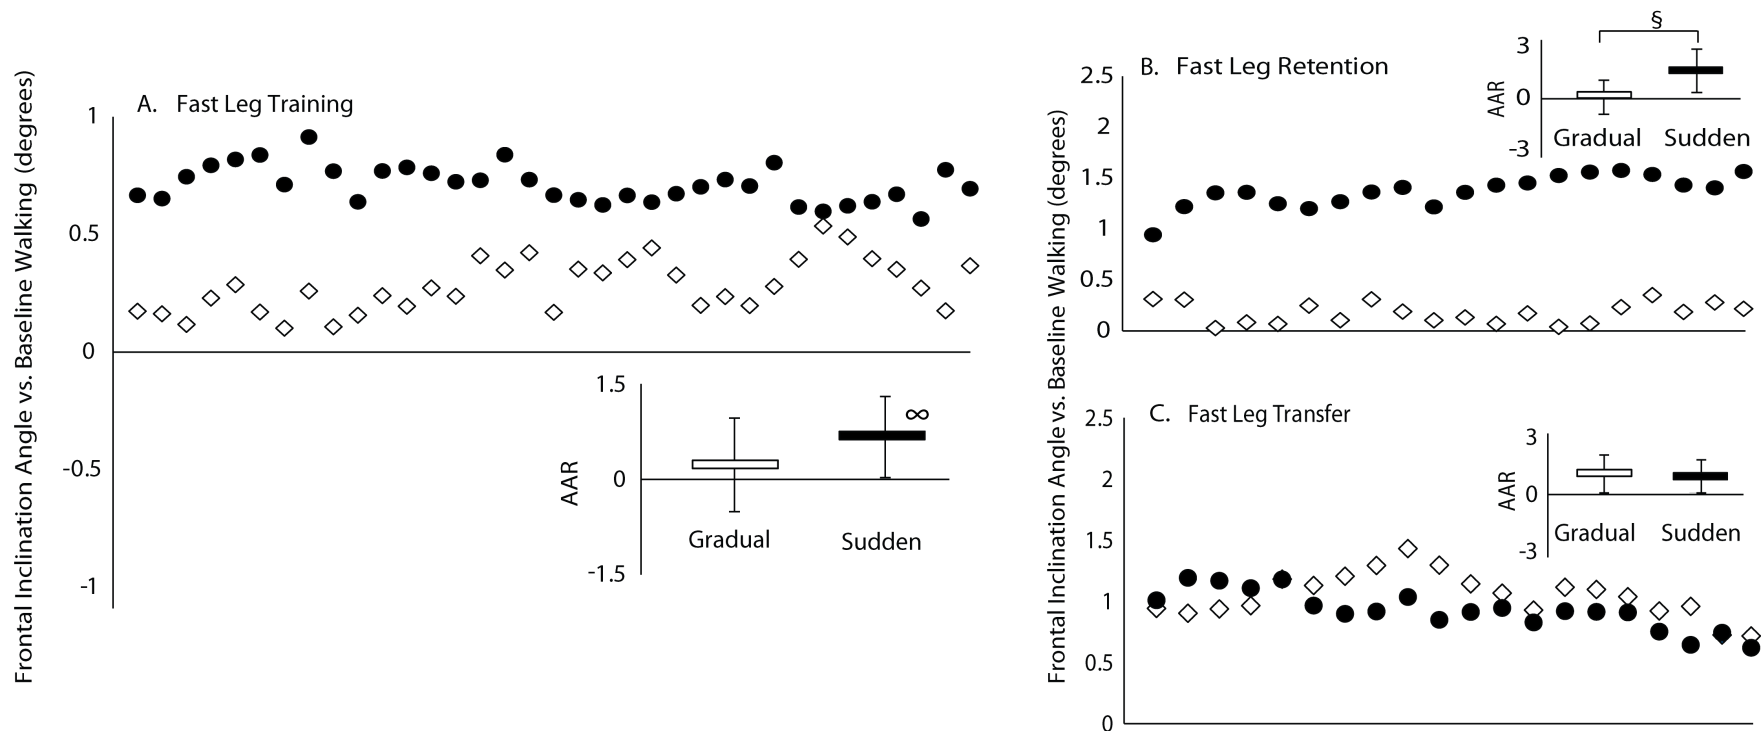 Frontal Inclination Angle vs. Baseline Walking (degrees)
A. Fast Leg Training
1
0.5
0
-0.5
-1
AAR
1.5
0
-1.5
∞
Gradual
Sudden
Frontal Inclination Angle vs. Baseline Walking (degrees)
B. Fast Leg Retention
2.5
2
1.5
1
0.5
0
§
AAR
3
0
-3
Gradual
Sudden
C. Fast Leg Transfer
2.5
2
1.5
1
0.5
0
AAR
3
0
-3
Gradual
Sudden